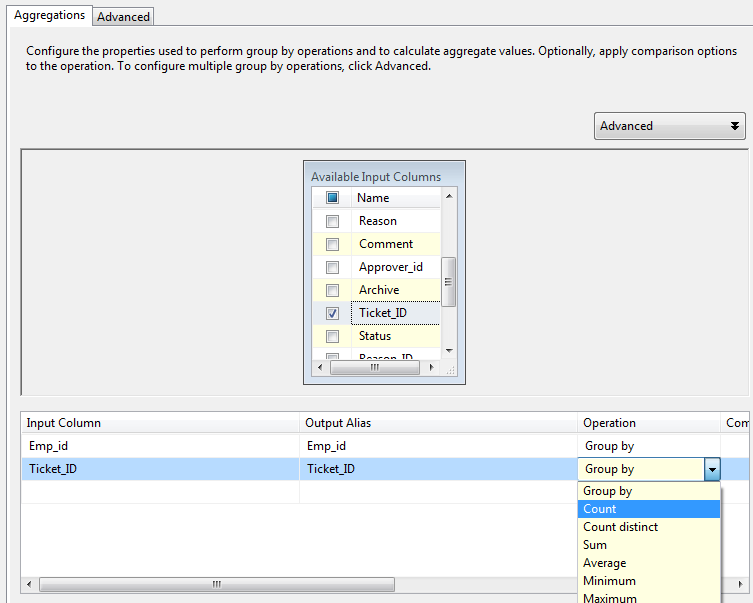 Aggregations Advanced
Configure the properties used to perform group by operations and to calculate aggregate values. Optionally, apply comparison options
to the operation. To configure multiple group by operations, click Advanced.
Advanced
Available Input Columns
Name
Reason
Comment
Approver_id
Archive
Ticket_ID
Status
Reason_ID
Input Column Output Alias Operation Com
Emp_id Emp_id Group by
Ticket_ID Ticket_ID Group by
Group by
Count
Count distinct
Sum
Average
Minimum
Maximum